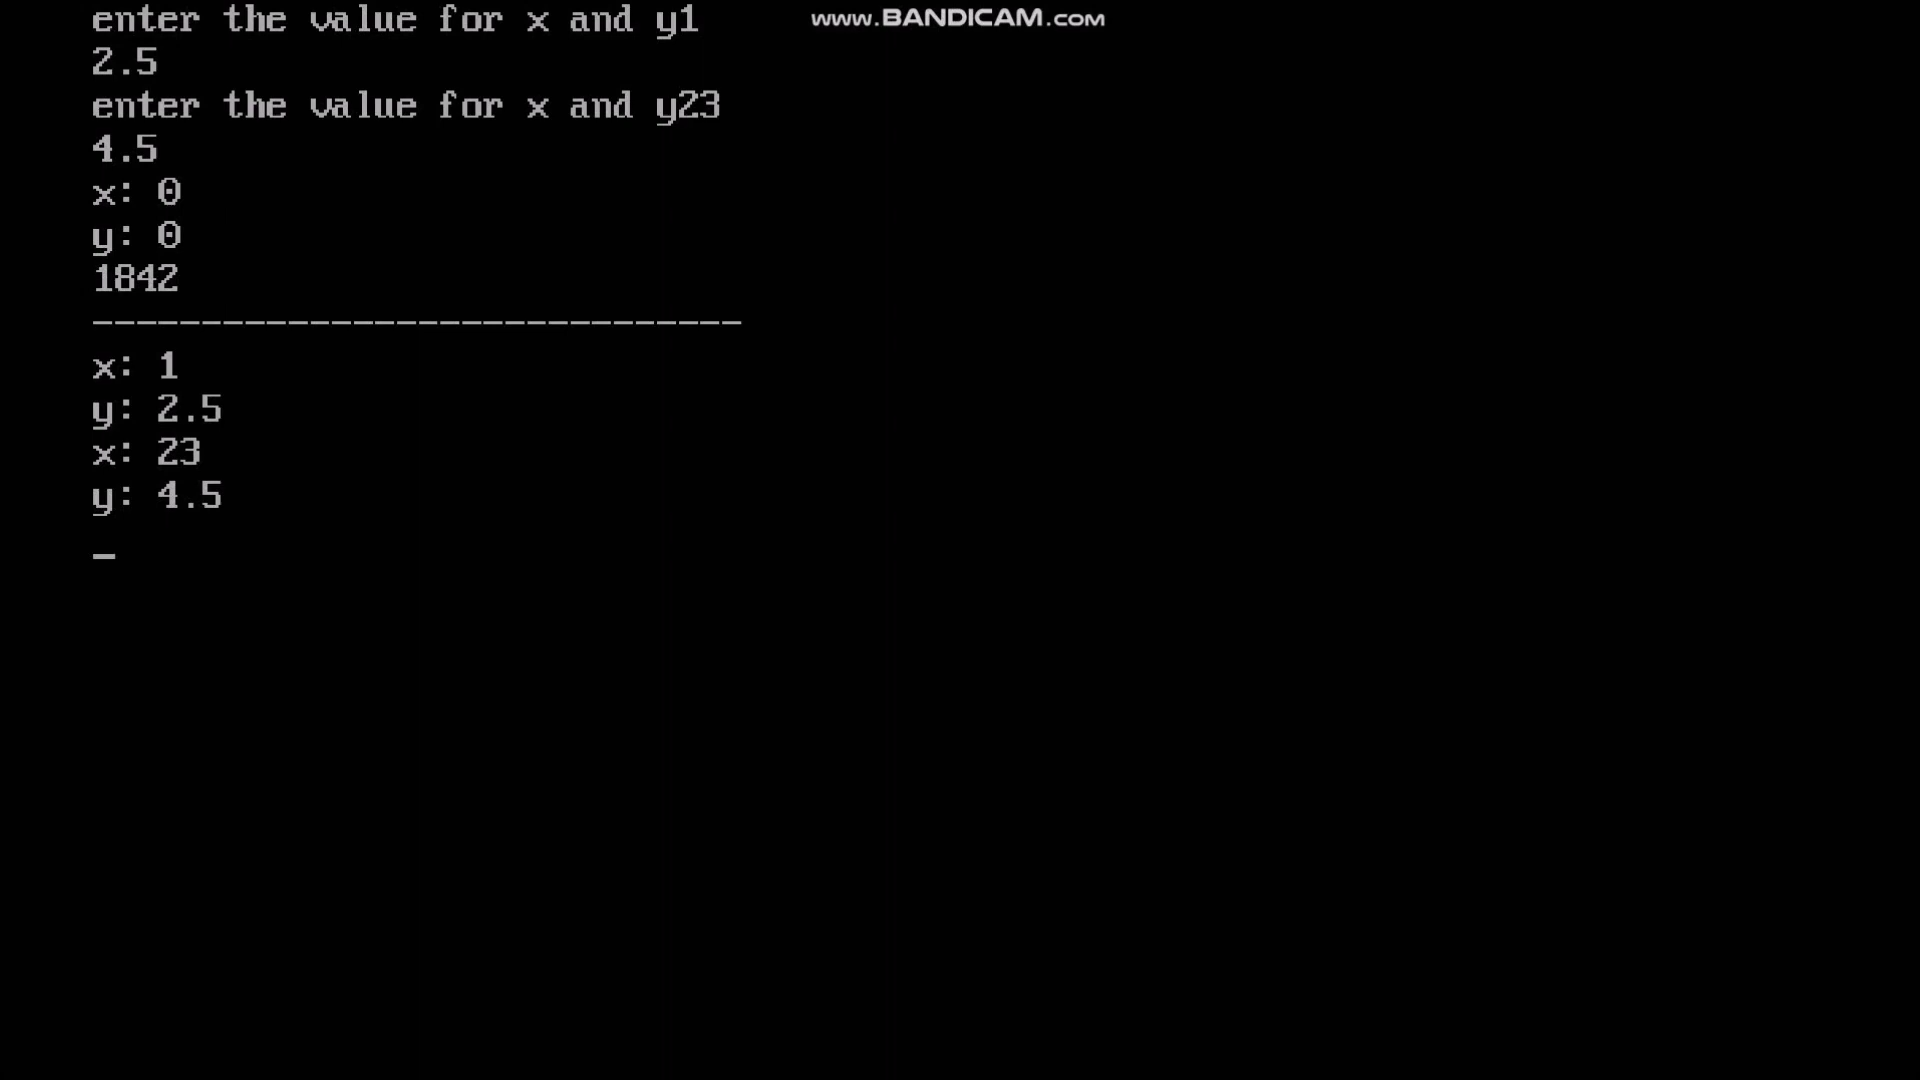 enter the value for x and y1
www.BANDICAM.com
2.5
enter the value for x and y23
4.5
x: 0
y: 0
1842
------------------------------
x: 1
y: 2.5
x: 23
y: 4.5
_